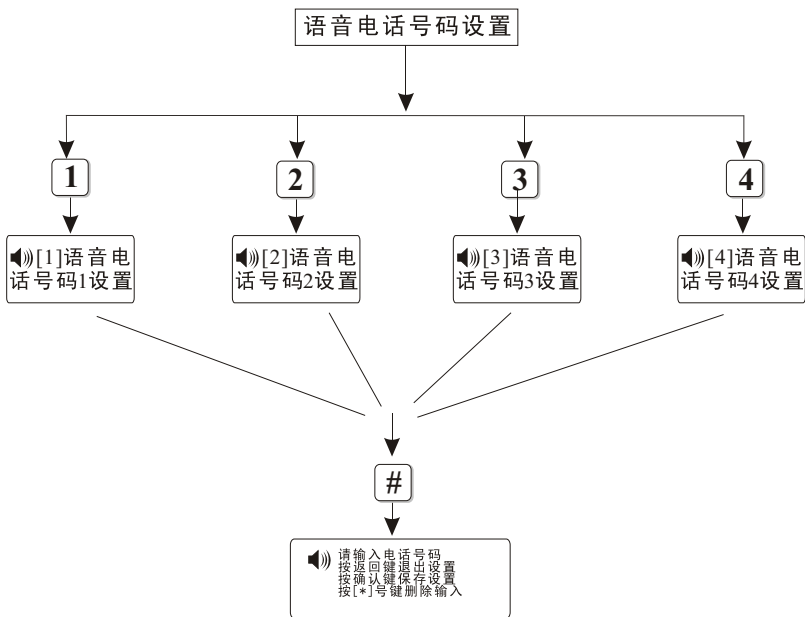 语音电话号码设置
1
2
3
4
[1]语音电
话号码1设置
[2]语音电
话号码2设置
[3]语音电
话号码3设置
[4]语音电
话号码4设置
#
请输入电话号码
按返回键退出设置
按确认键保存设置
按[*]号键删除输入